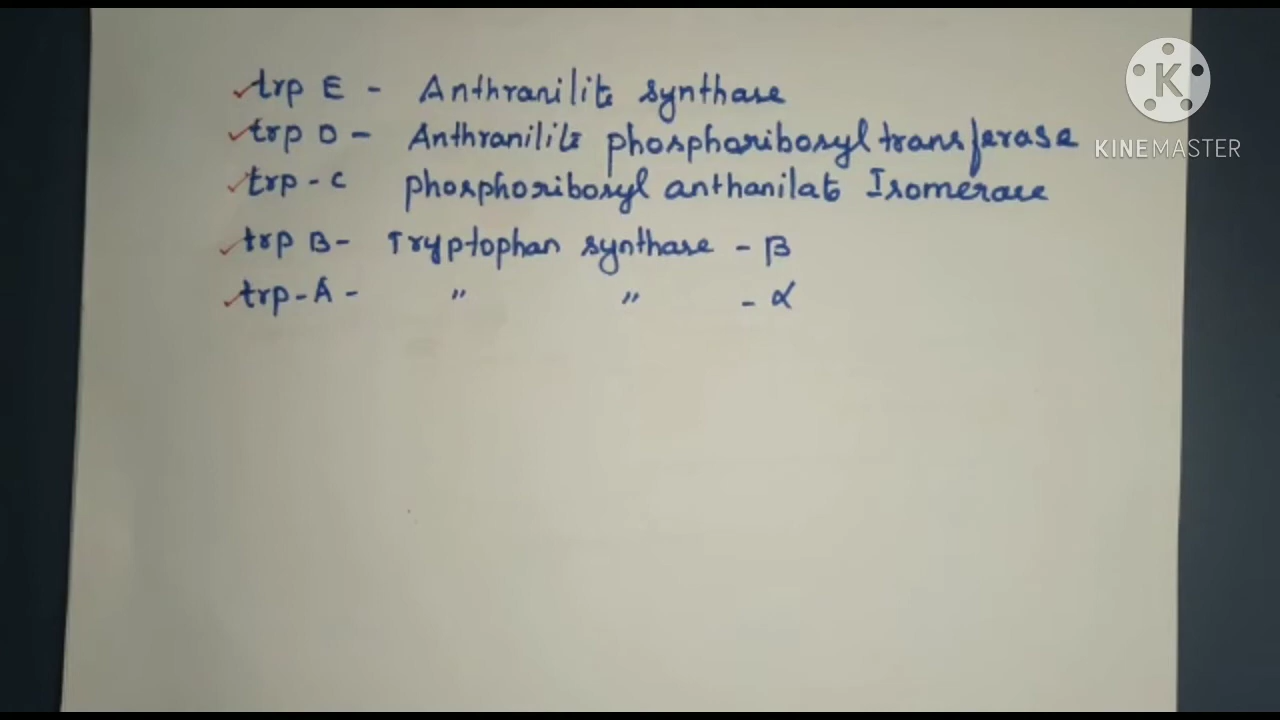 trp E - Anthranilite synthase
trp D - Anthranilite phosphoribosyl transferase
trp - C phosphoribosyl anthanilate Isomerase
trp B - Tryptophan synthase - β
trp - A - " " - α
K
KINEMASTER